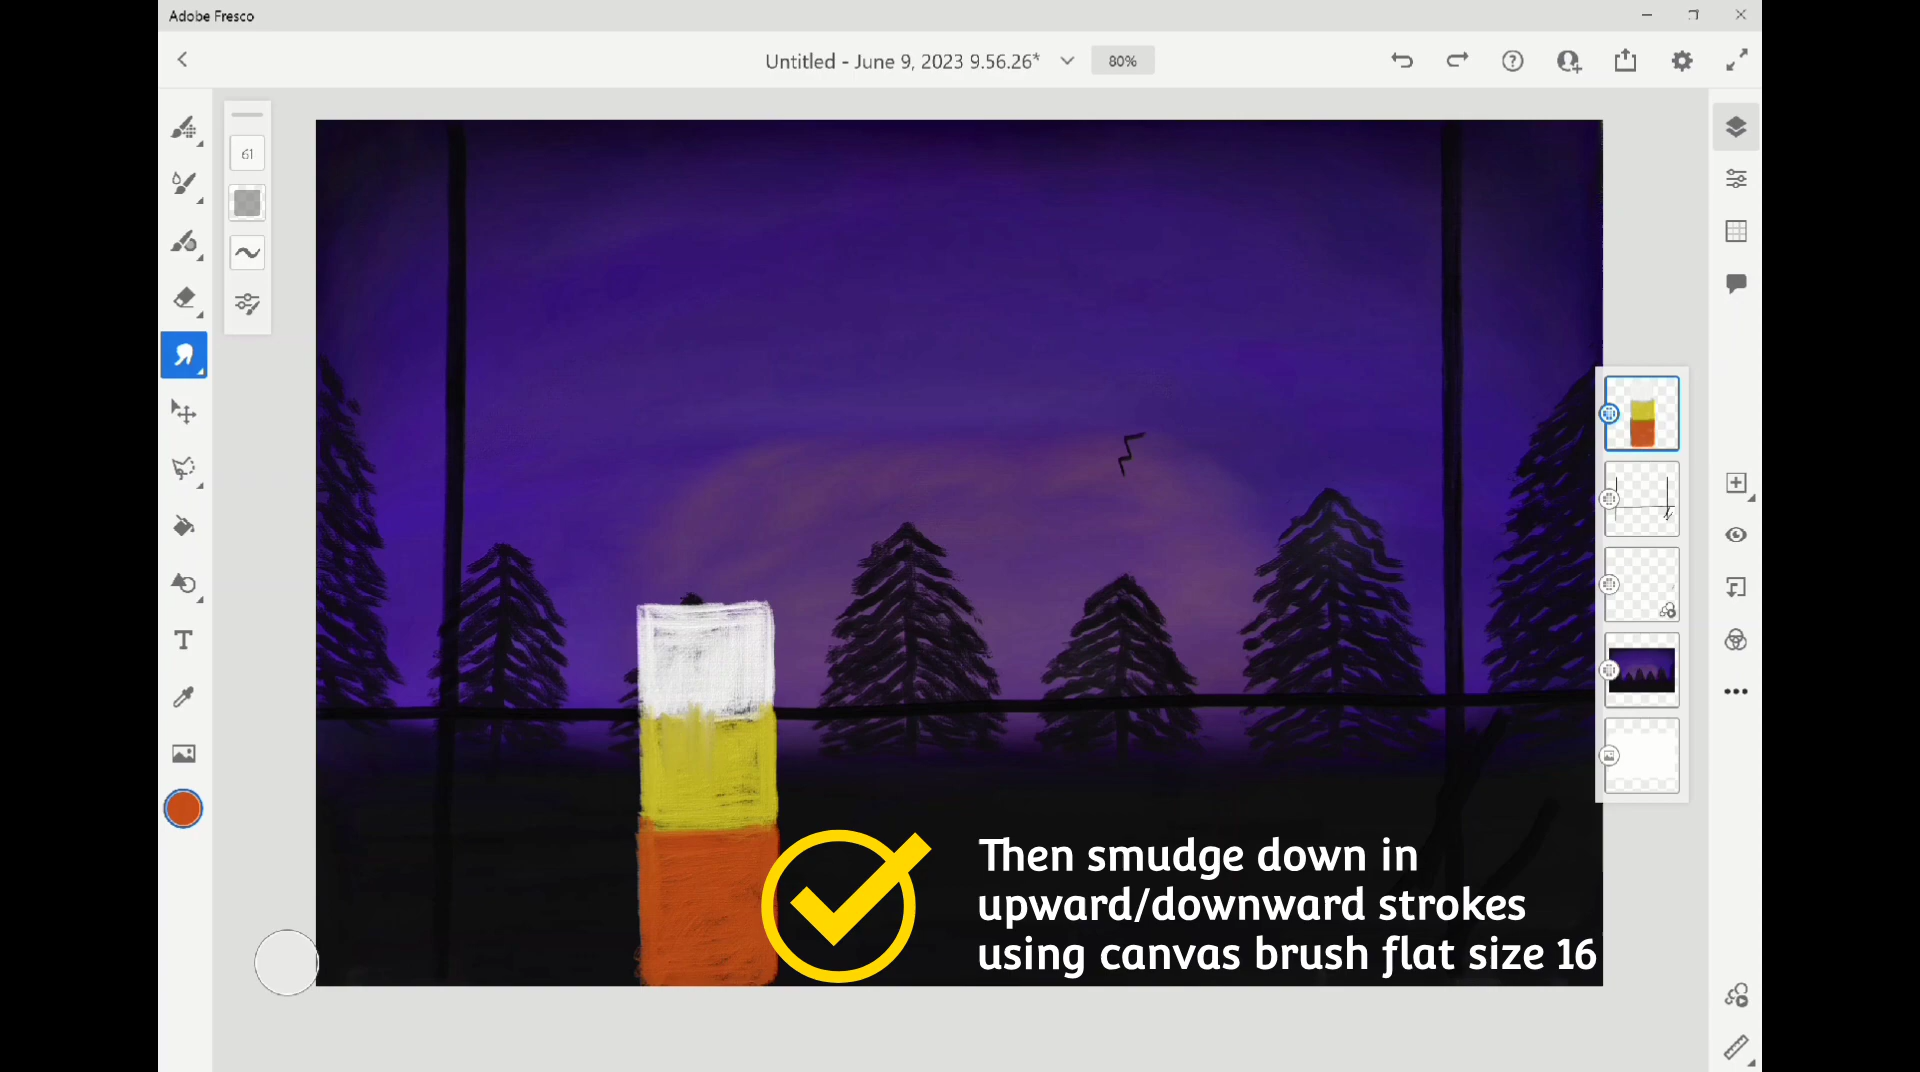 Adobe Fresco
Untitled - June 9, 2023 9.56.26*
80%
61
T
Then smudge down in
upward/downward strokes
using canvas brush flat size 16